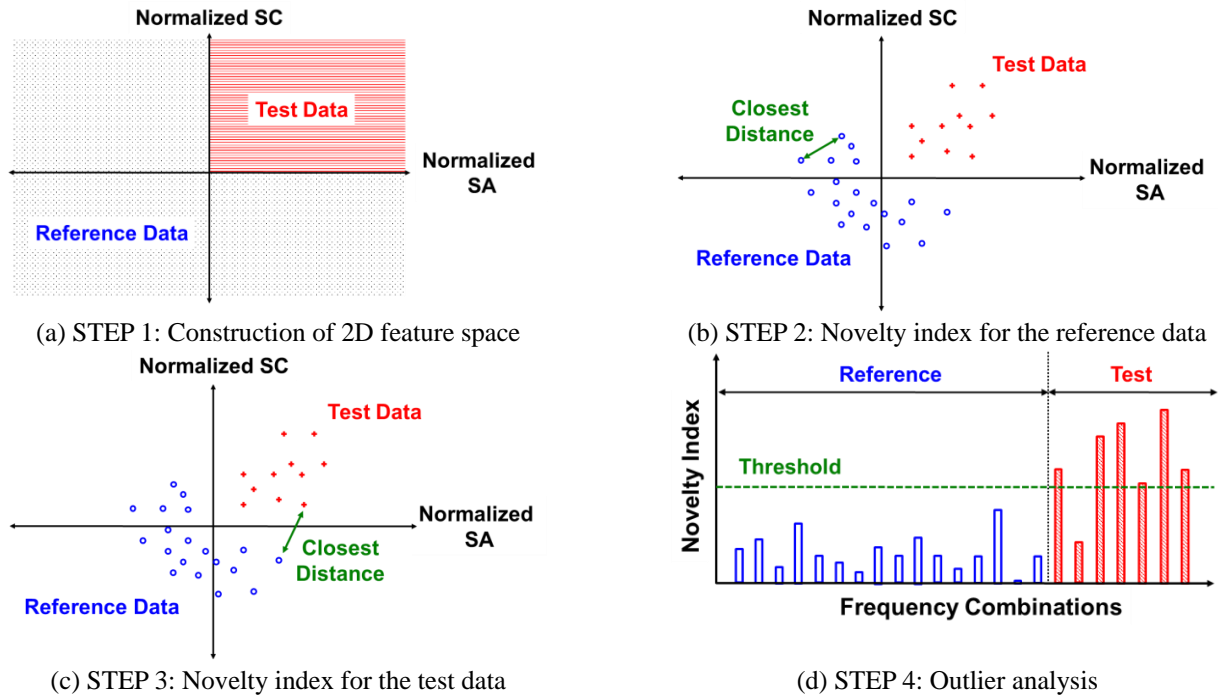 Normalized SC
Test Data
Normalized
SA
Reference Data
(a) STEP 1: Construction of 2D feature space
Normalized SC
Test Data
Closest
Distance
Normalized
SA
Reference Data
(b) STEP 2: Novelty index for the reference data
Normalized SC
Test Data
Normalized
SA
Closest
Distance
Reference Data
(c) STEP 3: Novelty index for the test data
Reference
Test
Threshold
Novelty Index
Frequency Combinations
(d) STEP 4: Outlier analysis